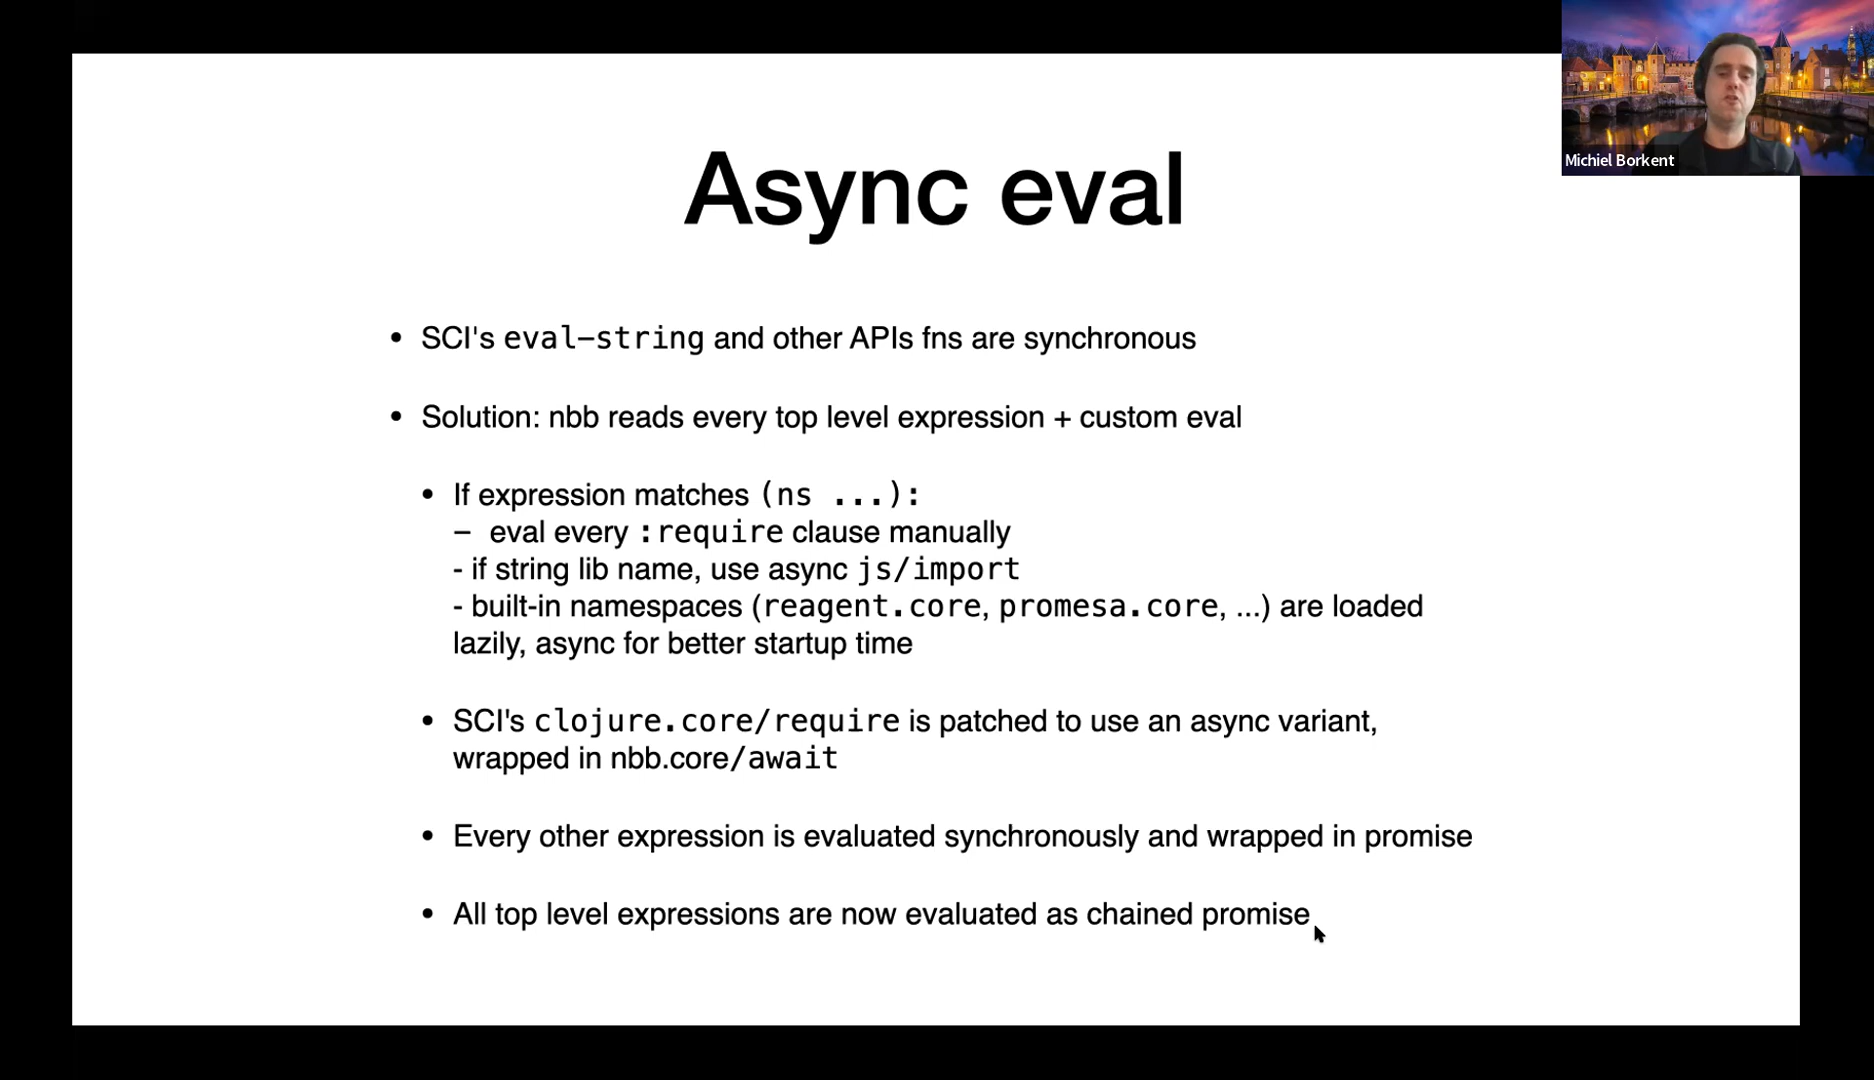 Michiel Borkent
Async eval
• SCI's eval-string and other APIs fns are synchronous
• Solution: nbb reads every top level expression + custom eval
• If expression matches (ns ...):
– eval every :require clause manually
- if string lib name, use async js/import
- built-in namespaces (reagent.core, promesa.core, ...) are loaded
lazily, async for better startup time
• SCI's clojure.core/require is patched to use an async variant,
wrapped in nbb.core/await
• Every other expression is evaluated synchronously and wrapped in promise
• All top level expressions are now evaluated as chained promise